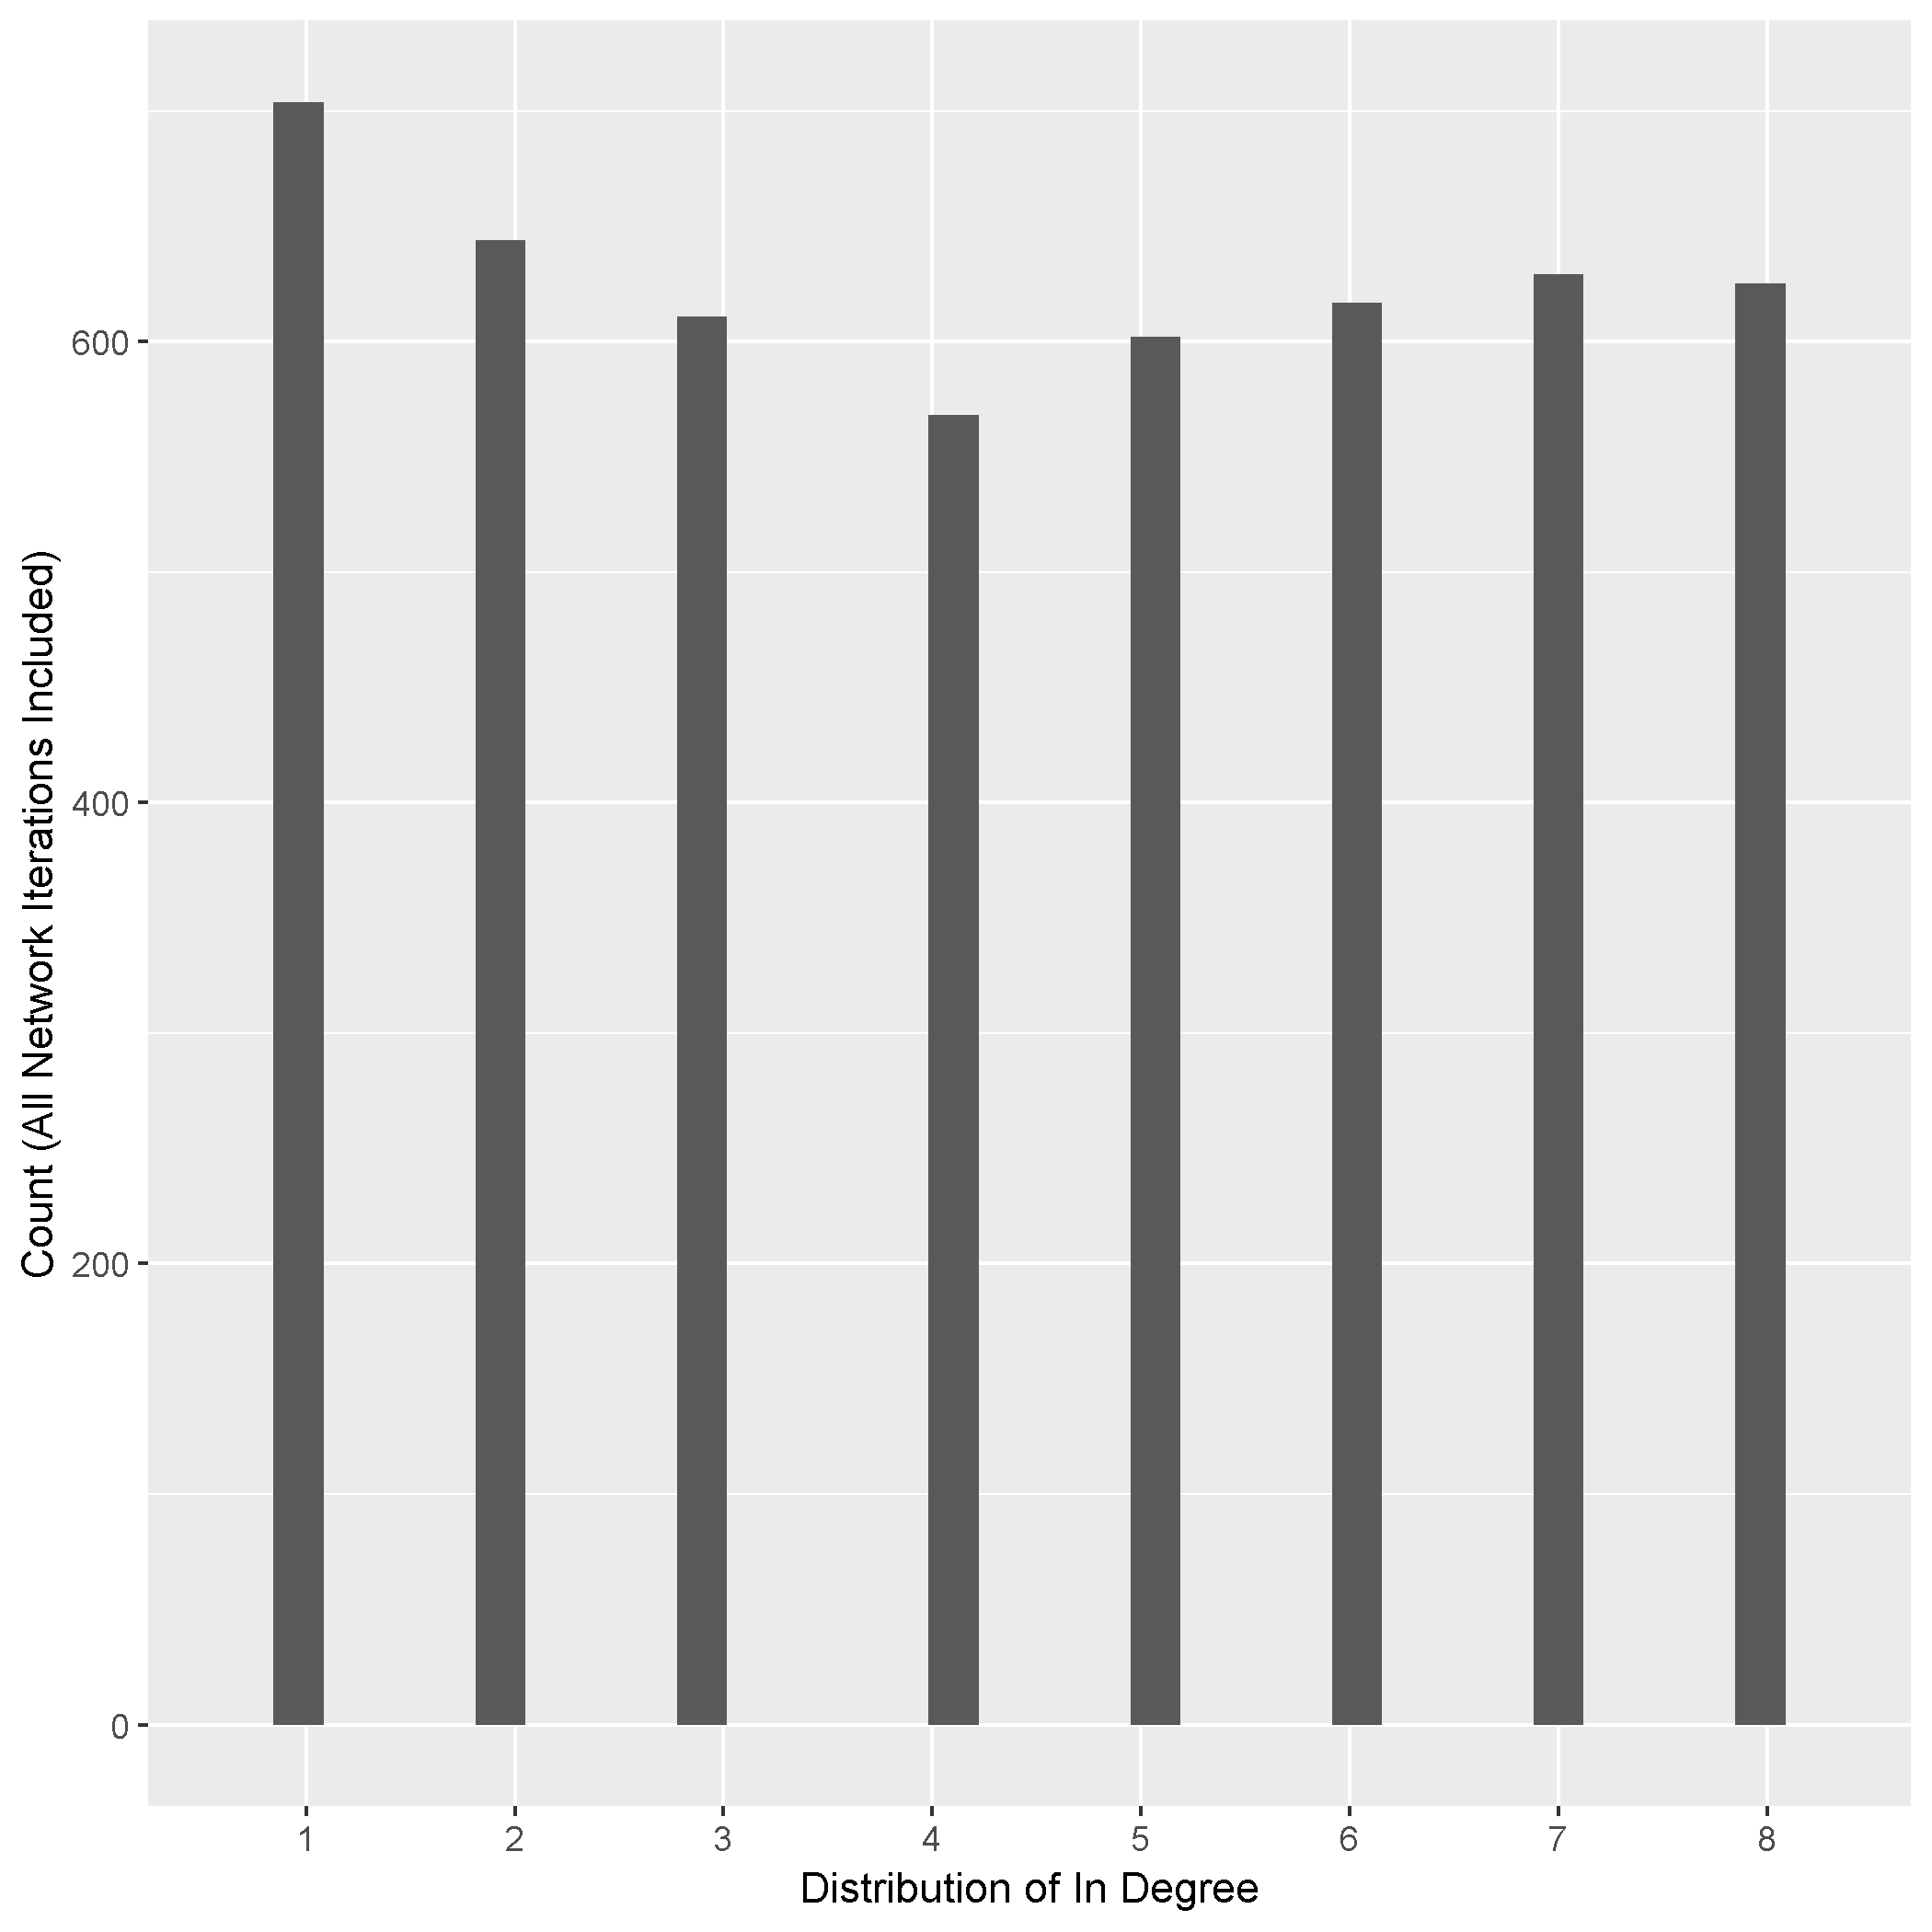 Count (All Network Iterations Included)
600
400
200
0
1 2 3 4 5 6 7 8
Distribution of In Degree